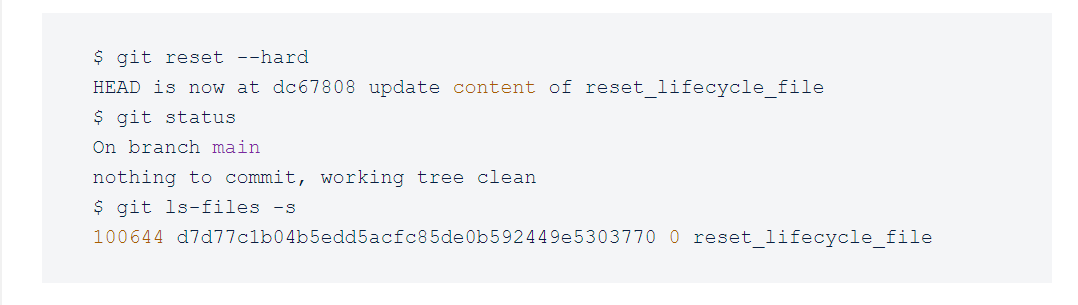 $ git reset --hard
HEAD is now at dc67808 update content of reset_lifecycle_file
$ git status
On branch main
nothing to commit, working tree clean
$ git ls-files -s
100644 d7d77c1b04b5edd5acfc85de0b592449e5303770 0 reset_lifecycle_file